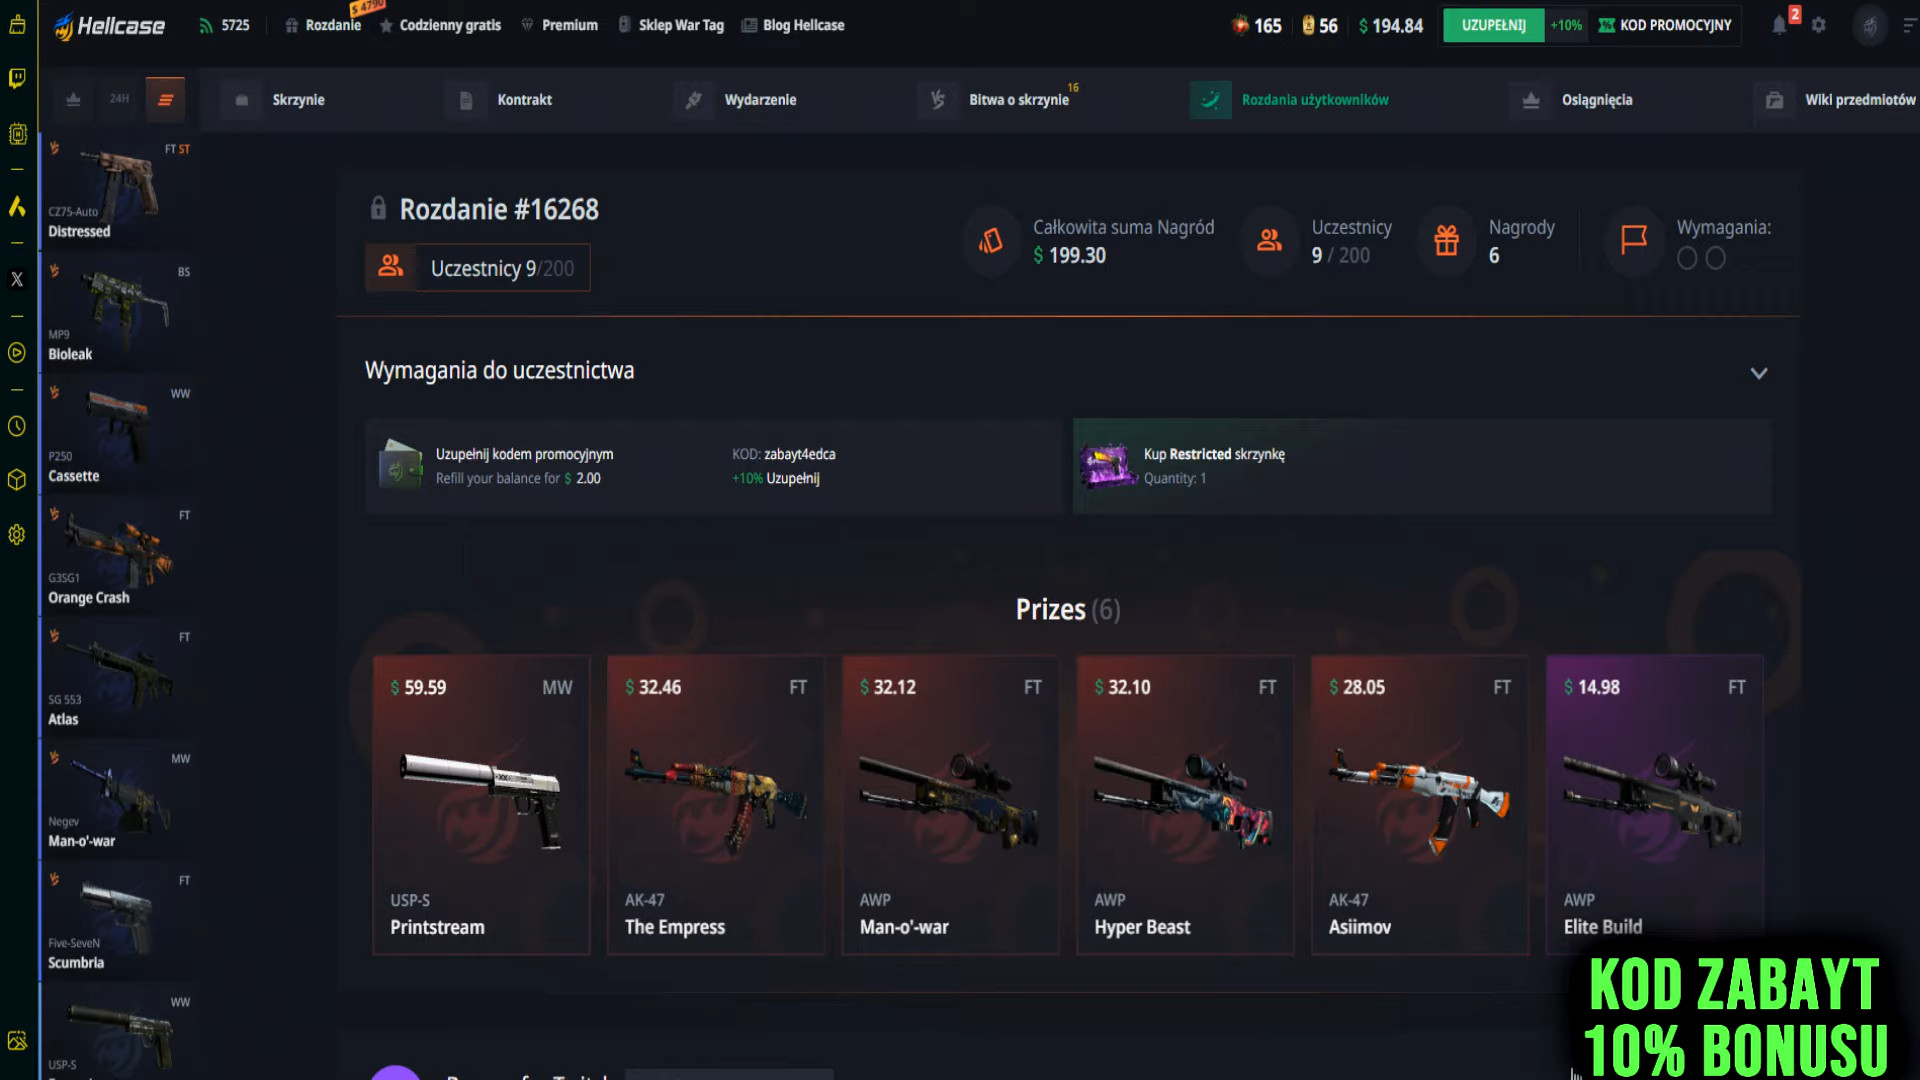 Hellcase
5725
Rozdanie
$ 4790
Codzienny gratis
Premium
Sklep War Tag
Blog Hellcase
165
56
$ 194.84
UZUPEŁNIJ
+10%
KOD PROMOCYJNY
2
24H
Skrzynie
Kontrakt
Wydarzenie
Bitwa o skrzynie
16
Rozdania użytkowników
Osiągnięcia
Wiki przedmiotów
FT ST
CZ75-Auto
Distressed
BS
MP9
Bioleak
WW
P250
Cassette
FT
G3SG1
Orange Crash
FT
SG 553
Atlas
MW
Negev
Man-o'-war
FT
Five-SeveN
Scumbria
WW
USP-S
Rozdanie #16268
Uczestnicy 9/200
Całkowita suma Nagród
$ 199.30
Uczestnicy
9 / 200
Nagrody
6
Wymagania:
Wymagania do uczestnictwa
Uzupełnij kodem promocyjnym
Refill your balance for $ 2.00
KOD: zabayt4edca
+10% Uzupełnij
Kup Restricted skrzynkę
Quantity: 1
Prizes (6)
$ 59.59 MW
USP-S
Printstream
$ 32.46 FT
AK-47
The Empress
$ 32.12 FT
AWP
Man-o'-war
$ 32.10 FT
AWP
Hyper Beast
$ 28.05 FT
AK-47
Asiimov
$ 14.98 FT
AWP
Elite Build
KOD ZABAYT
10% BONUSU